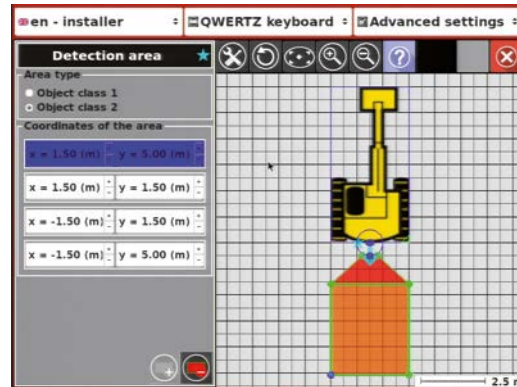 en - installer QWERTZ keyboard Advanced settings
Detection area
Area type
Object class 1
Object class 2
Coordinates of the area
x = 1.50 (m) y = 5.00 (m)
x = 1.50 (m) y = 1.50 (m)
x = -1.50 (m) y = 1.50 (m)
x = -1.50 (m) y = 5.00 (m)
?
2.5